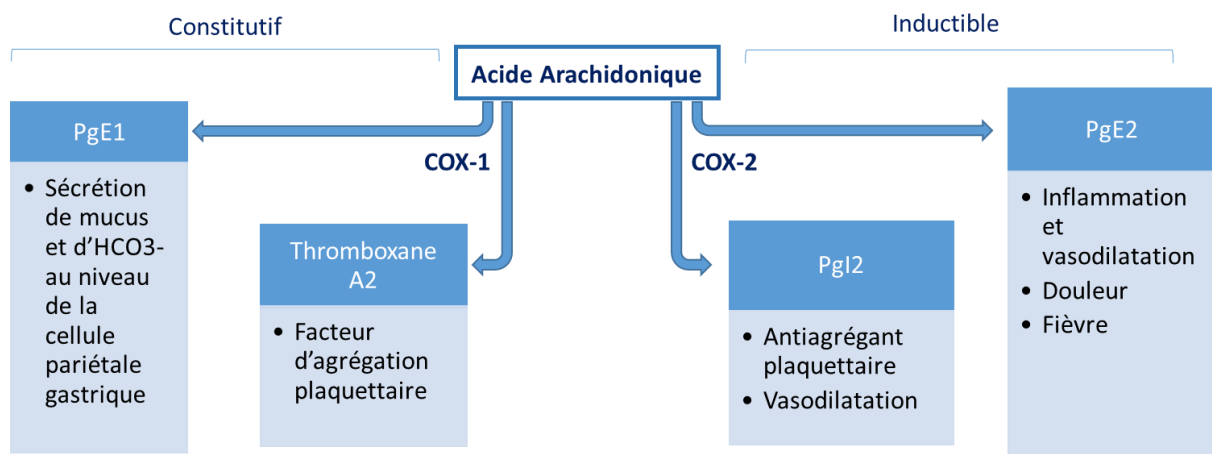 Constitutif
Inductible
Acide Arachidonique
COX-1
COX-2
PgE1
• Sécrétion
de mucus
et d’HCO3-
au niveau
de la
cellule
pariétale
gastrique
Thromboxane
A2
• Facteur
d’agrégation
plaquettaire
PgI2
• Antiagrégant
plaquettaire
• Vasodilatation
PgE2
• Inflammation
et
vasodilatation
• Douleur
• Fièvre